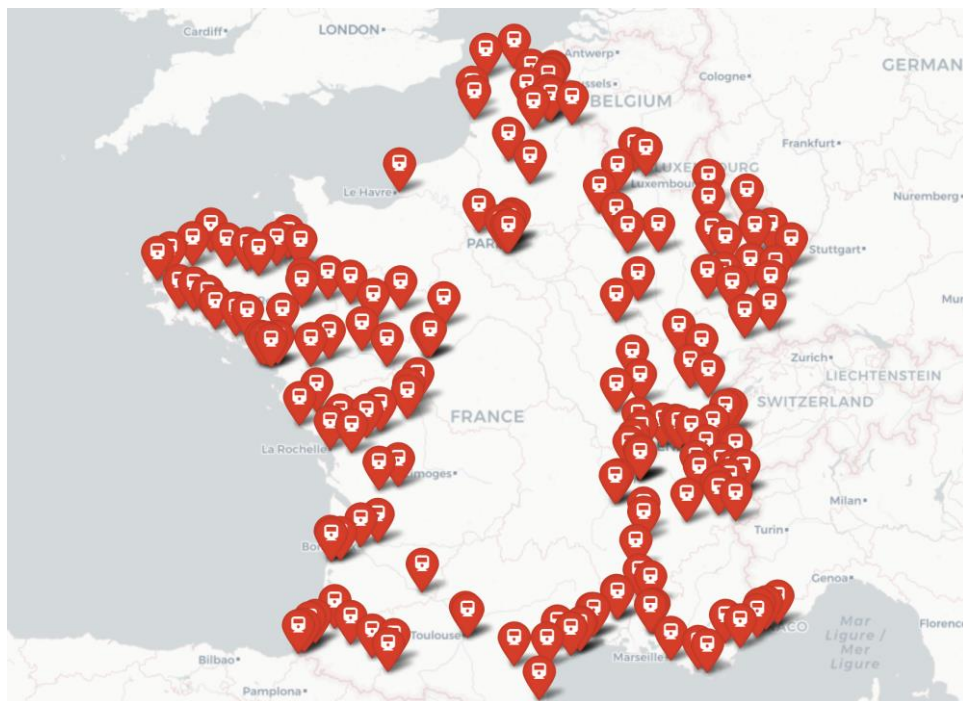 LONDON
Cardiff
Antwerp
GERMAN
Cologne
BELGIUM
Frankfurt
Le Havre
Luxembou
Nuremberg
Stuttgart
Zurich
LIECHTENSTEIN
SWITZERLAND
FRANCE
La Rochelle
Milan
Turin
Genoa
Toulouse
Florenc
Mar
Ligure /
Mer
Ligure
Marseille
Bilbao
Pamplona